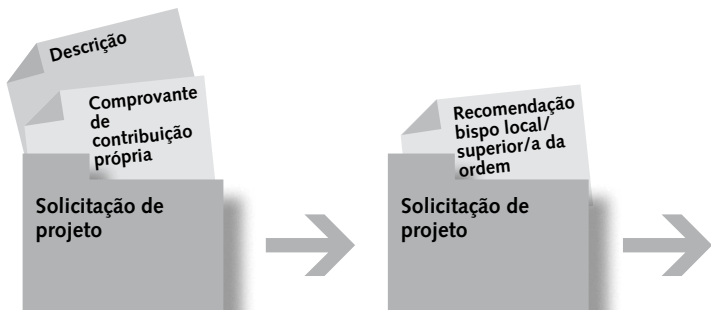 Descrição
Comprovante
de
contribuição
própria
Solicitação de
projeto
Recomendação
bispo local/
superior/a da
ordem
Solicitação de
projeto